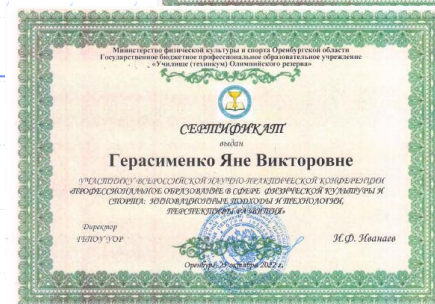 Министерство физической культуры и спорта Оренбургской области
Государственное бюджетное профессиональное образовательное учреждение
«Училище (техникум) Олимпийского резерва»
СЕРТИФИКАТ
выдан
Герасименко Яне Викторовне
УЧАСТНИКУ ВСЕРОССИЙСКОЙ НАУЧНО-ПРАКТИЧЕСКОЙ КОНФЕРЕНЦИИ
«ПРОФЕССИОНАЛЬНОЕ ОБРАЗОВАНИЕ В СФЕРЕ ФИЗИЧЕСКОЙ КУЛЬТУРЫ И
СПОРТА: ИННОВАЦИОННЫЕ ПОДХОДЫ И ТЕХНОЛОГИИ,
ПЕРСПЕКТИВЫ РАЗВИТИЯ»
Директор
ГБПОУ УОР
Н.Ф. Иванаев
Оренбург, октября 2022 г.